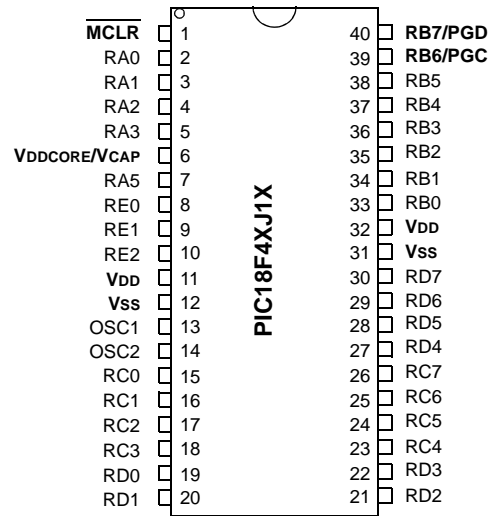 MCLR 1 40 RB7/PGD
RA0 2 39 RB6/PGC
RA1 3 38 RB5
RA2 4 37 RB4
RA3 5 36 RB3
VDDCORE/VCAP 6 35 RB2
RA5 7 34 RB1
RE0 8 33 RB0
RE1 9 32 VDD
RE2 10 31 VSS
VDD 11 30 RD7
VSS 12 29 RD6
OSC1 13 28 RD5
OSC2 14 27 RD4
RC0 15 26 RC7
RC1 16 25 RC6
RC2 17 24 RC5
RC3 18 23 RC4
RD0 19 22 RD3
RD1 20 21 RD2
PIC18F4XJ1X